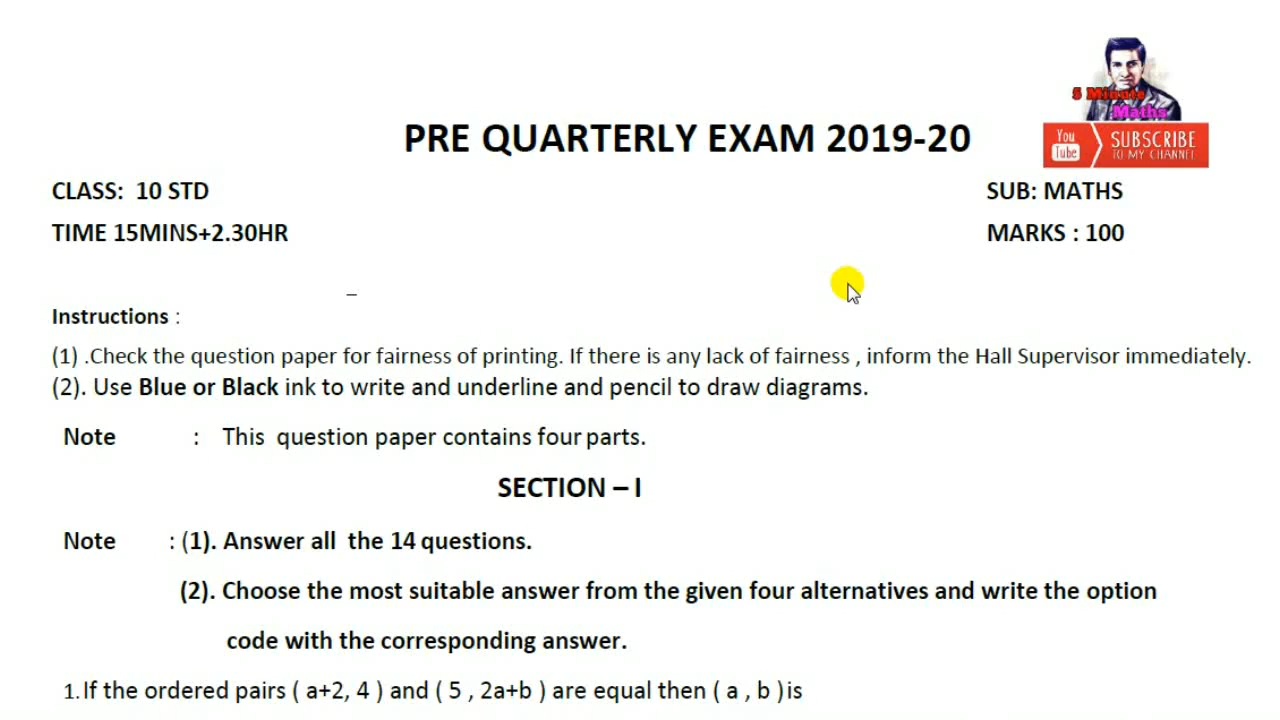 5 Minute
Maths
You
Tube
SUBSCRIBE
TO MY CHANNEL
PRE QUARTERLY EXAM 2019-20
CLASS:  10 STD
SUB: MATHS
TIME 15MINS+2.30HR
MARKS : 100
_
Instructions :
(1) .Check the question paper for fairness of printing. If there is any lack of fairness , inform the Hall Supervisor immediately.
(2). Use Blue or Black ink to write and underline and pencil to draw diagrams.
Note : This  question paper contains four parts.
SECTION – I
Note : (1). Answer all  the 14 questions.
(2). Choose the most suitable answer from the given four alternatives and write the option
code with the corresponding answer.
1. If the ordered pairs ( a+2, 4 ) and ( 5 , 2a+b ) are equal then ( a , b ) is